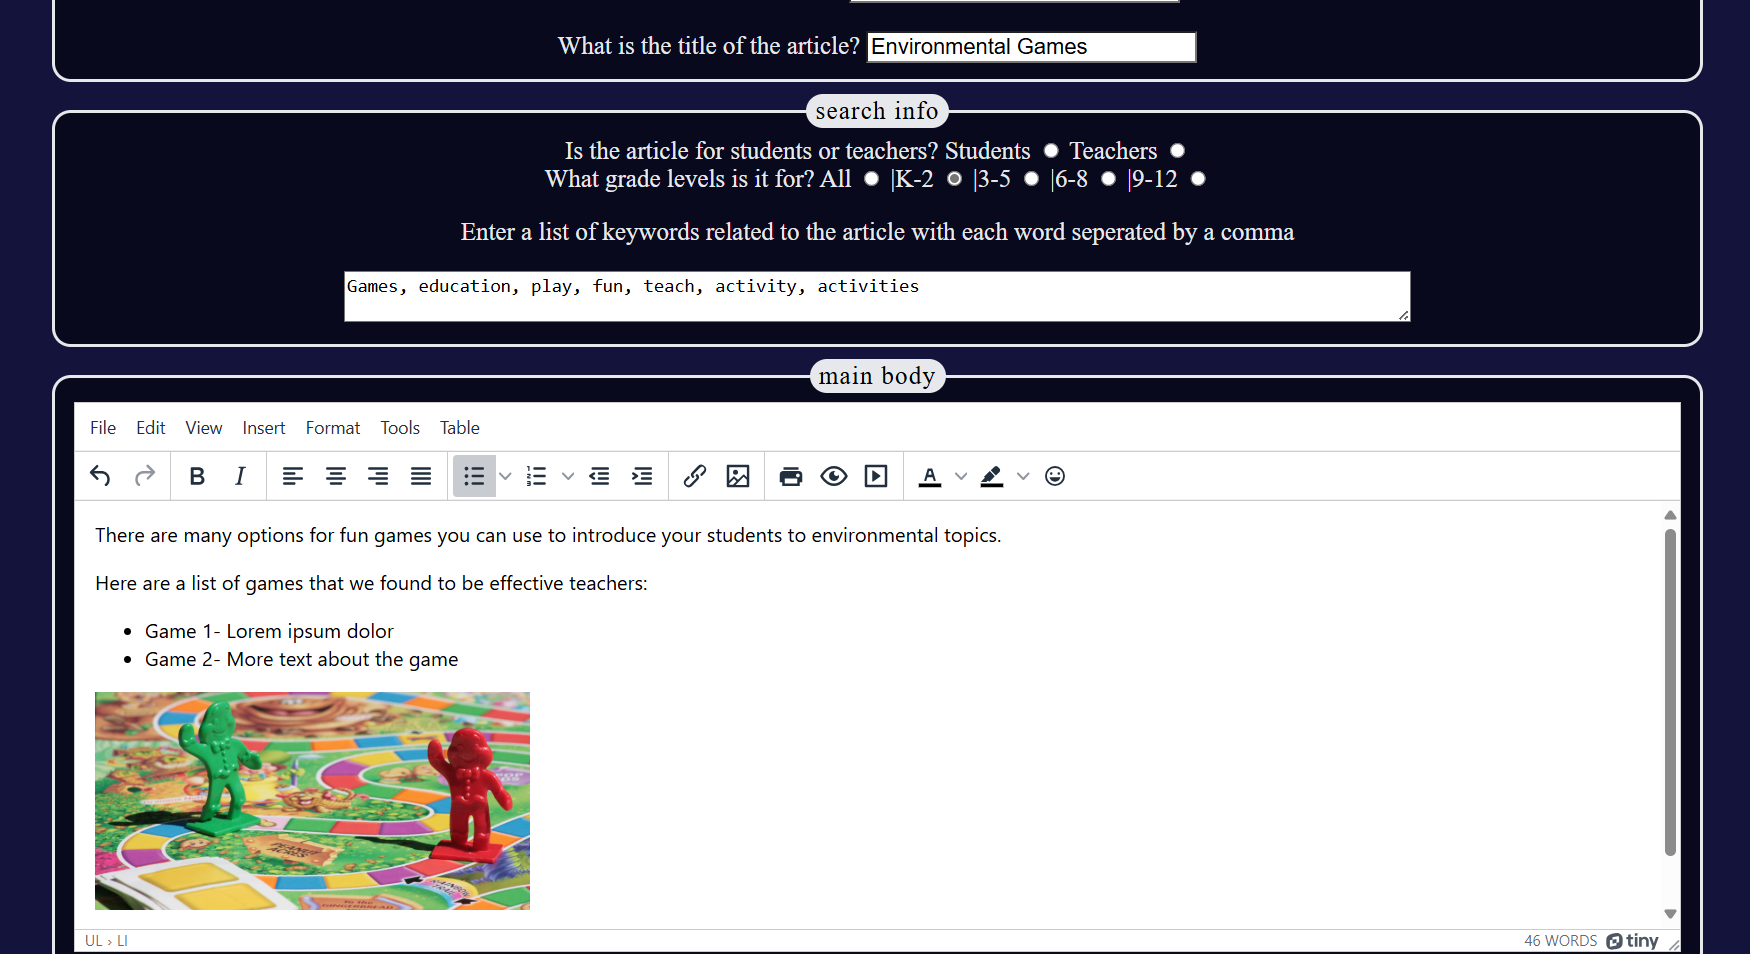 What is the title of the article? Environmental Games
search info
Is the article for students or teachers? Students Teachers
What grade levels is it for? All |K-2 |3-5 |6-8 |9-12
Enter a list of keywords related to the article with each word seperated by a comma
Games, education, play, fun, teach, activity, activities
main body
File Edit View Insert Format Tools Table
There are many options for fun games you can use to introduce your students to environmental topics.
Here are a list of games that we found to be effective teachers:
Game 1- Lorem ipsum dolor
Game 2- More text about the game
PEANUT
ACRES
RAINBOW
TRAIL
UL › LI
46 WORDS tiny